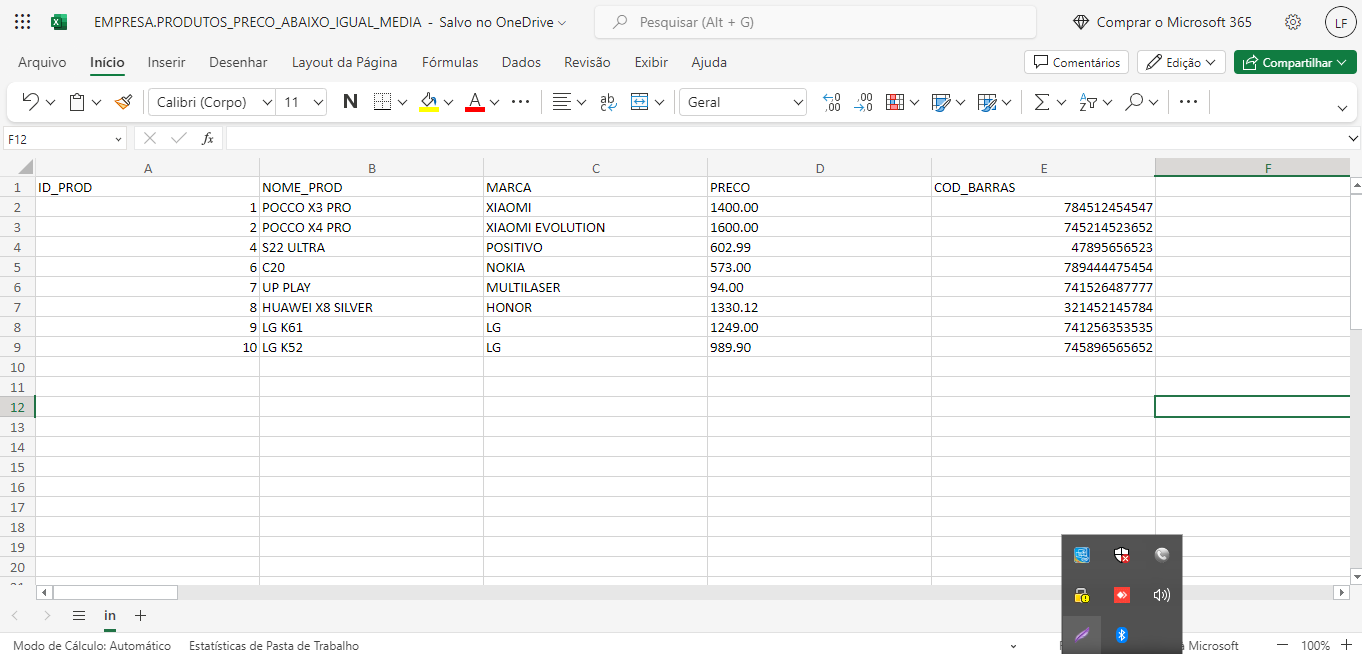 EMPRESA.PRODUTOS_PRECO_ABAIXO_IGUAL_MEDIA - Salvo no OneDrive
Pesquisar (Alt + G)
Comprar o Microsoft 365
LF
Arquivo Início Inserir Desenhar Layout da Página Fórmulas Dados Revisão Exibir Ajuda
Comentários Edição Compartilhar
Calibri (Corpo) 11 N A ab c Geral ,00 ,00 ,0
F12 fx
A B C D E F
1 ID_PROD NOME_PROD MARCA PRECO COD_BARRAS
2 1 POCCO X3 PRO XIAOMI 1400.00 784512454547
3 2 POCCO X4 PRO XIAOMI EVOLUTION 1600.00 745214523652
4 4 S22 ULTRA POSITIVO 602.99 47895656523
5 6 C20 NOKIA 573.00 789444475454
6 7 UP PLAY MULTILASER 94.00 741526487777
7 8 HUAWEI X8 SILVER HONOR 1330.12 321452145784
8 9 LG K61 LG 1249.00 741256353535
9 10 LG K52 LG 989.90 745896565652
10
11
12
13
14
15
16
17
18
19
20
in
Modo de Cálculo: Automático Estatísticas de Pasta de Trabalho
Microsoft 100%